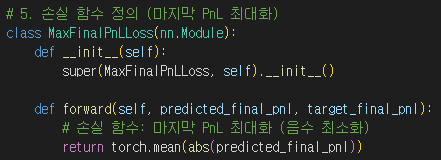 # 5. 손실 함수 정의 (마지막 PnL 최대화)
class MaxFinalPnLLoss(nn.Module):
    def __init__(self):
        super(MaxFinalPnLLoss, self).__init__()

    def forward(self, predicted_final_pnl, target_final_pnl):
        # 손실 함수: 마지막 PnL 최대화 (음수 최소화)
        return torch.mean(abs(predicted_final_pnl))